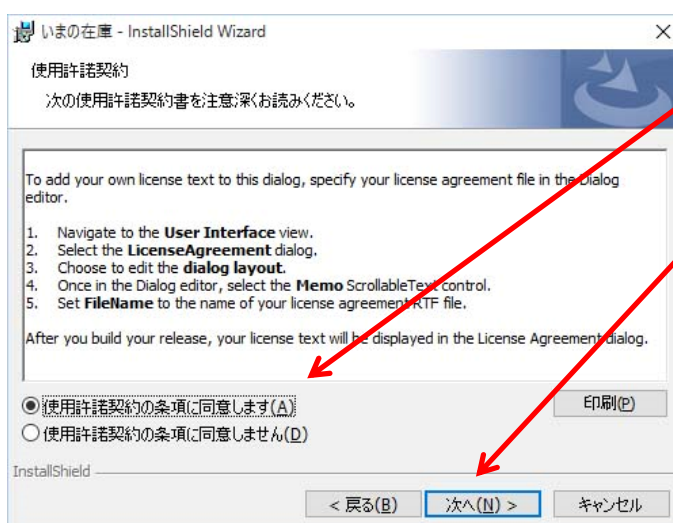 いまの在庫 - InstallShield Wizard
使用許諾契約
次の使用許諾契約書を注意深くお読みください。
To add your own license text to this dialog, specify your license agreement file in the Dialog
editor.
1. Navigate to the User Interface view.
2. Select the LicenseAgreement dialog.
3. Choose to edit the dialog layout.
4. Once in the Dialog editor, select the Memo ScrollableText control.
5. Set FileName to the name of your license agreement RTF file.
After you build your release, your license text will be displayed in the License Agreement dialog.
使用許諾契約の条項に同意します(A)
印刷(P)
使用許諾契約の条項に同意しません(D)
InstallShield
< 戻る(B)
次へ(N) >
キャンセル